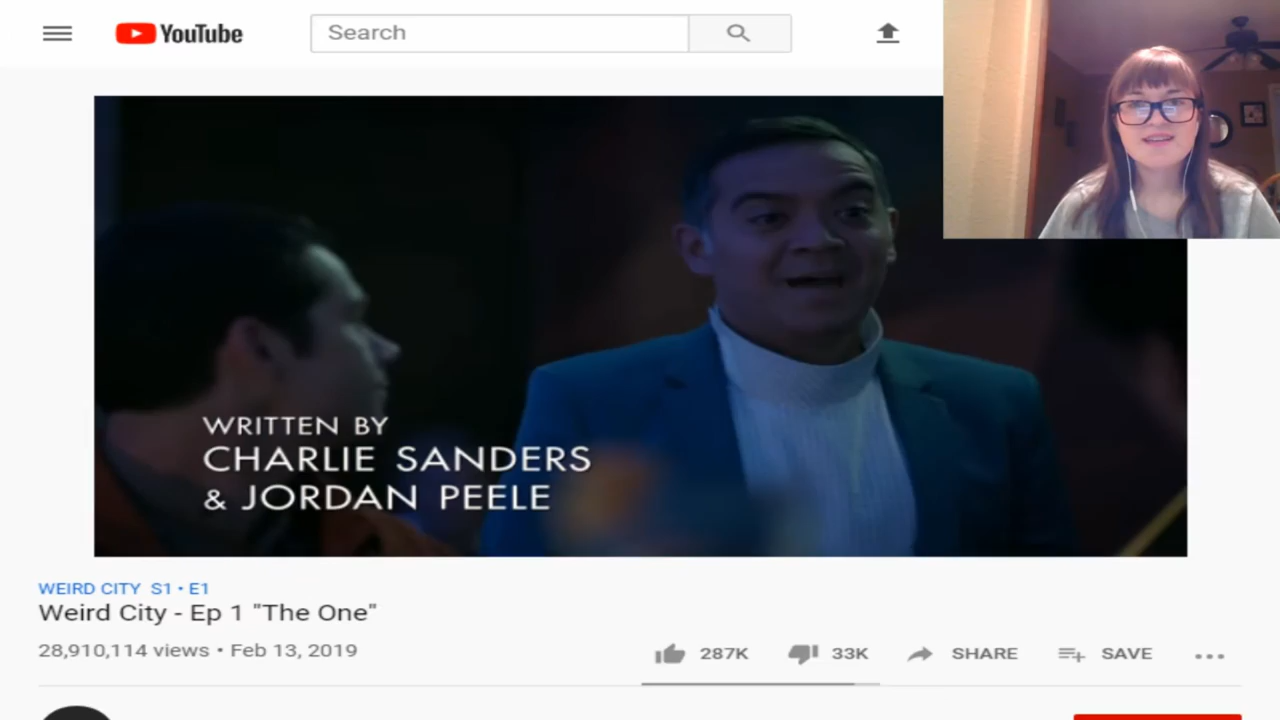 YouTube
Search
WRITTEN BY
CHARLIE SANDERS
& JORDAN PEELE
WEIRD CITY S1 • E1
Weird City - Ep 1 "The One"
28,910,114 views • Feb 13, 2019
287K
33K
SHARE
SAVE